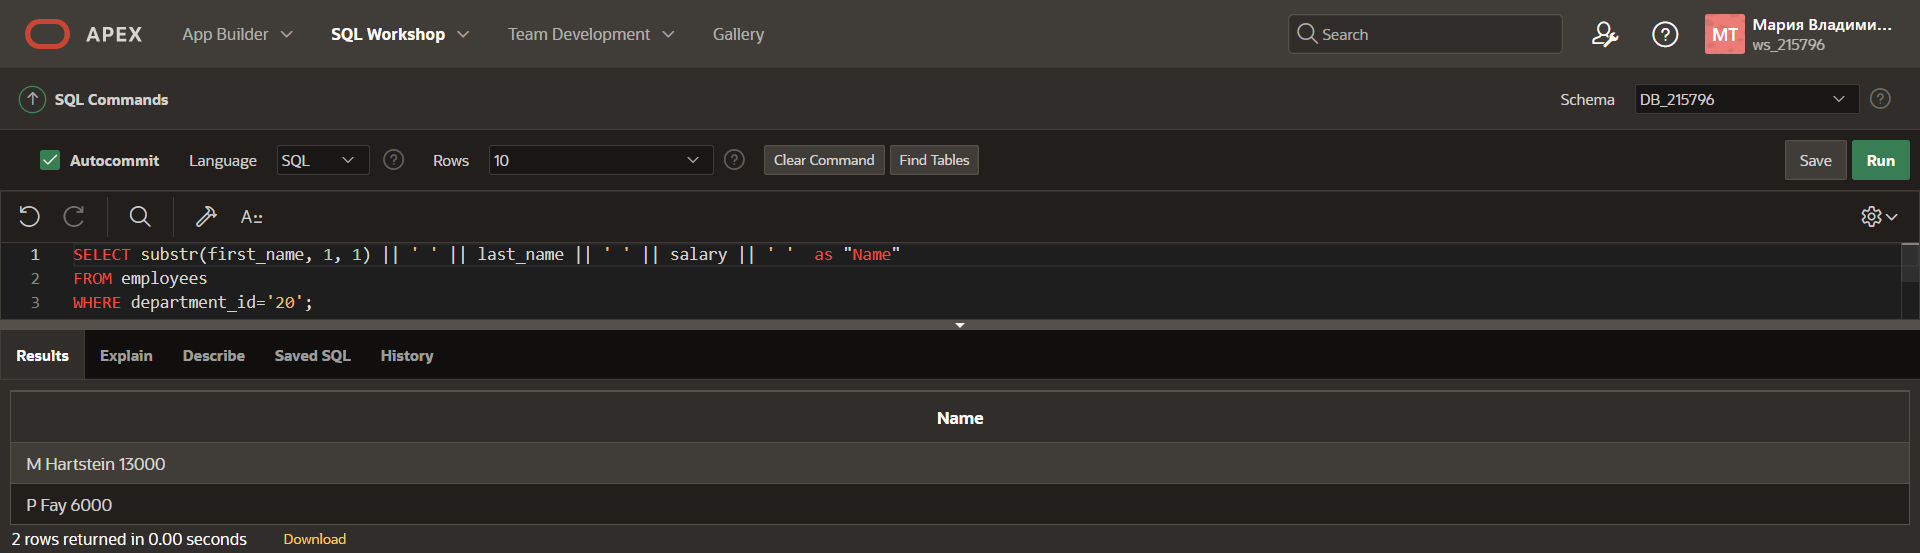 APEX App Builder SQL Workshop Team Development Gallery Search MT Мария Владими...
ws_215796
SQL Commands Schema DB_215796
Autocommit Language SQL Rows 10 Clear Command Find Tables Save Run
A::
1 SELECT substr(first_name, 1, 1) || ' ' || last_name || ' ' || salary || ' '  as "Name"
2 FROM employees
3 WHERE department_id='20';
Results Explain Describe Saved SQL History
Name
M Hartstein 13000
P Fay 6000
2 rows returned in 0.00 seconds Download